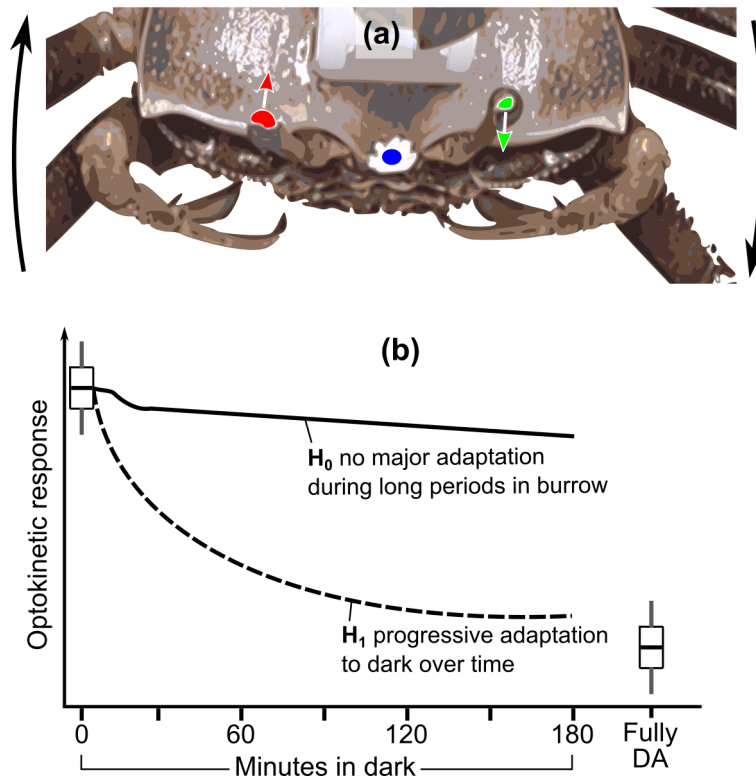 (a)
(b)
Optokinetic response
H₀ no major adaptation
during long periods in burrow
H₁ progressive adaptation
to dark over time
0 60 120 180 Fully
DA
Minutes in dark